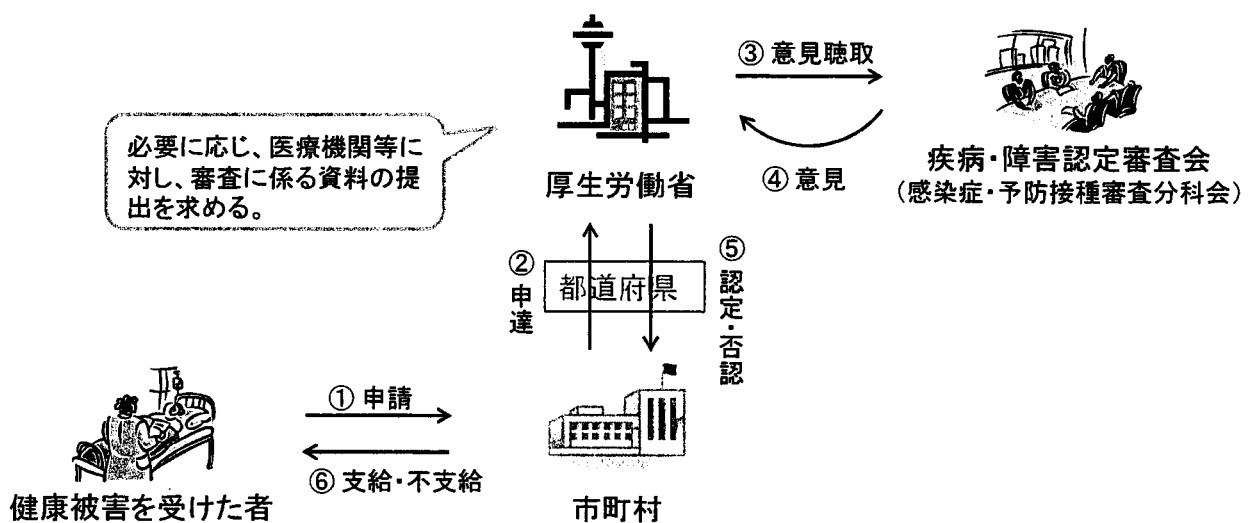 ③ 意見聴取
必要に応じ、医療機関等に
対し、審査に係る資料の提
出を求める。
厚生労働省
④ 意見
疾病・障害認定審査会
(感染症・予防接種審査分科会)
② 申達
都道府県
⑤ 認定・否認
① 申請
⑥ 支給・不支給
健康被害を受けた者
市町村